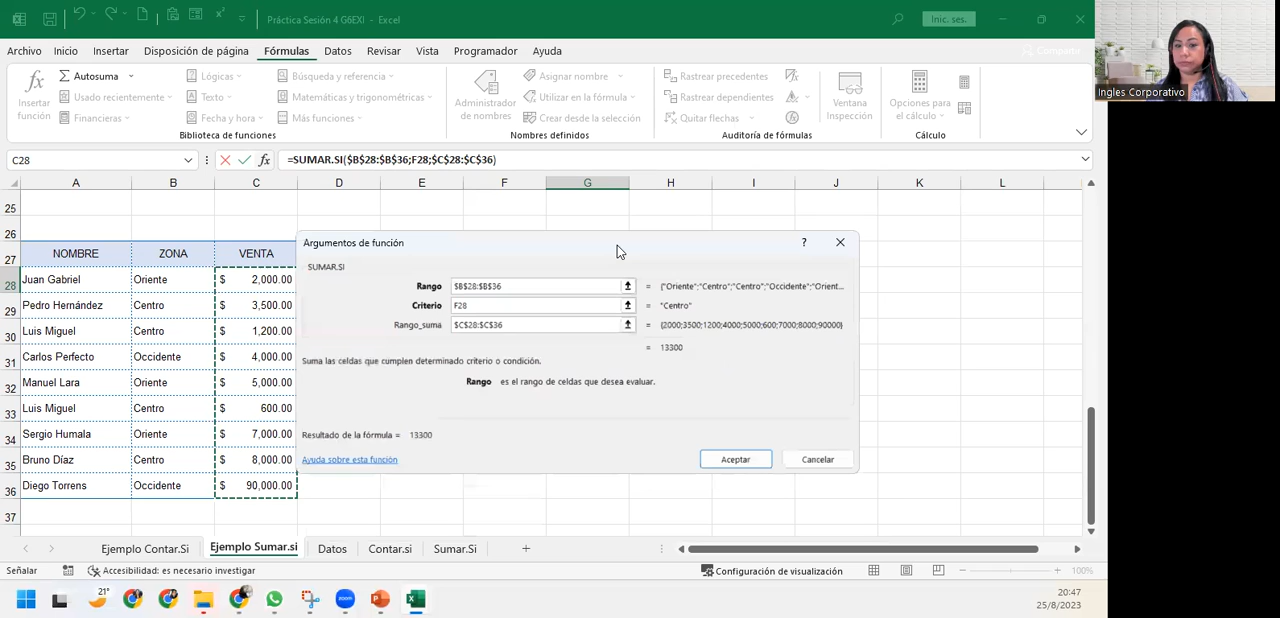 Práctica Sesión 4 G6EXI - Excel
Inic. ses.
Archivo Inicio Insertar Disposición de página Fórmulas Datos Revisar Vista Programador Ayuda
Compartir
Insertar función
Autosuma
Usado recientemente
Financieras
Lógicas
Texto
Fecha y hora
Búsqueda y referencia
Matemáticas y trigonométricas
Más funciones
Biblioteca de funciones
Administrador de nombres
Asignar nombre
Utilizar en la fórmula
Crear desde la selección
Nombres definidos
Rastrear precedentes
Rastrear dependientes
Quitar flechas
Auditoría de fórmulas
Ventana Inspección
Opciones para el cálculo
Cálculo
Ingles Corporativo
C28
fx
=SUMAR.SI($B$28:$B$36;F28;$C$28:$C$36)
A B C D E F G H I J K L
25
26
27 NOMBRE ZONA VENTA
28 Juan Gabriel Oriente $ 2,000.00
29 Pedro Hernández Centro $ 3,500.00
30 Luis Miguel Centro $ 1,200.00
31 Carlos Perfecto Occidente $ 4,000.00
32 Manuel Lara Oriente $ 5,000.00
33 Luis Miguel Centro $ 600.00
34 Sergio Humala Oriente $ 7,000.00
35 Bruno Díaz Centro $ 8,000.00
36 Diego Torrens Occidente $ 90,000.00
37
Argumentos de función ?
SUMAR.SI
Rango $B$28:$B$36 = {"Oriente";"Centro";"Centro";"Occidente";"Orient...
Criterio F28 = "Centro"
Rango_suma $C$28:$C$36 = {2000;3500;1200;4000;5000;600;7000;8000;90000}
= 13300
Suma las celdas que cumplen determinado criterio o condición.
Rango es el rango de celdas que desea evaluar.
Resultado de la fórmula = 13300
Ayuda sobre esta función
Aceptar Cancelar
Ejemplo Contar.Si Ejemplo Sumar.si Datos Contar.si Sumar.Si
Señalar
Accesibilidad: es necesario investigar
Configuración de visualización
100%
21°
zoom
20:47
25/8/2023